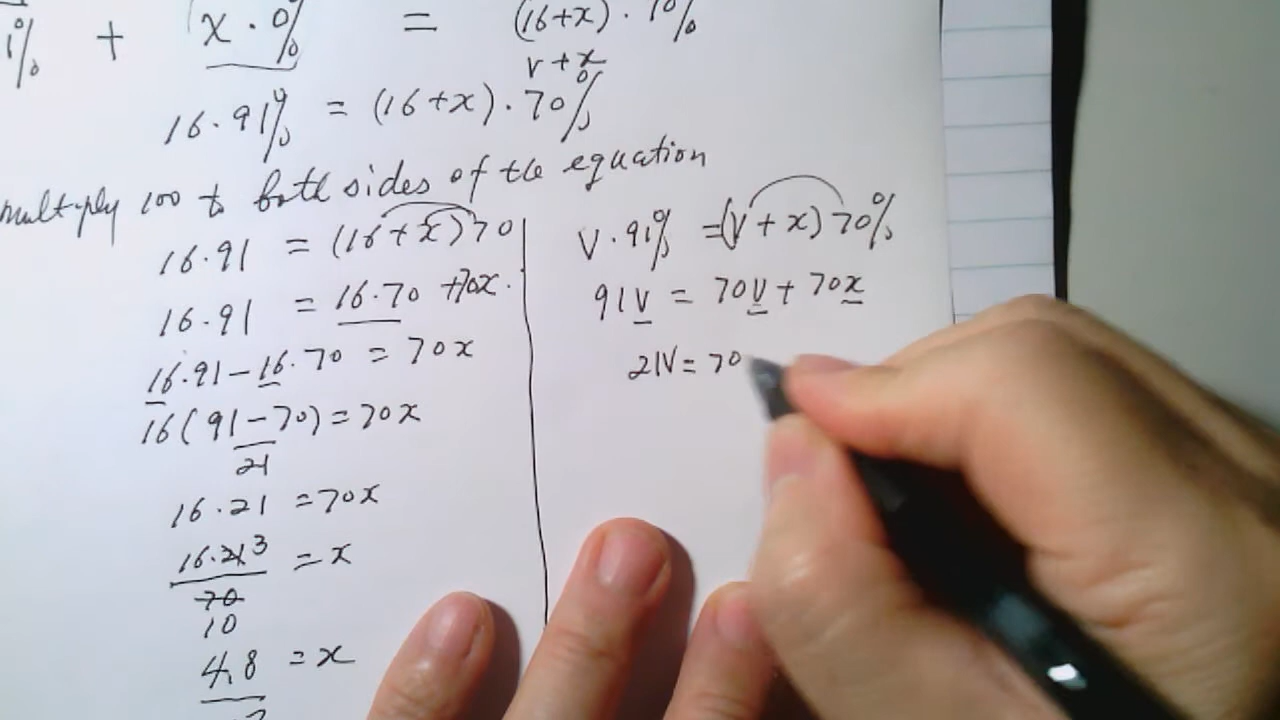 1% + x · % = (16+x) · 70%
v + x
16 · 91% = (16+x) · 70%
multiply 100 to both sides of the equation
16 · 91 = (16+x)70
16 · 91 = 16 · 70 + 70x.
16 · 91 – 16 · 70 = 70x
16(91–70) = 70x
21
16 · 21 = 70x
16 · 21 3 = x
70
10
4.8 = x
V · 91% = (V + x) 70%
91V = 70V + 70x
21V = 70